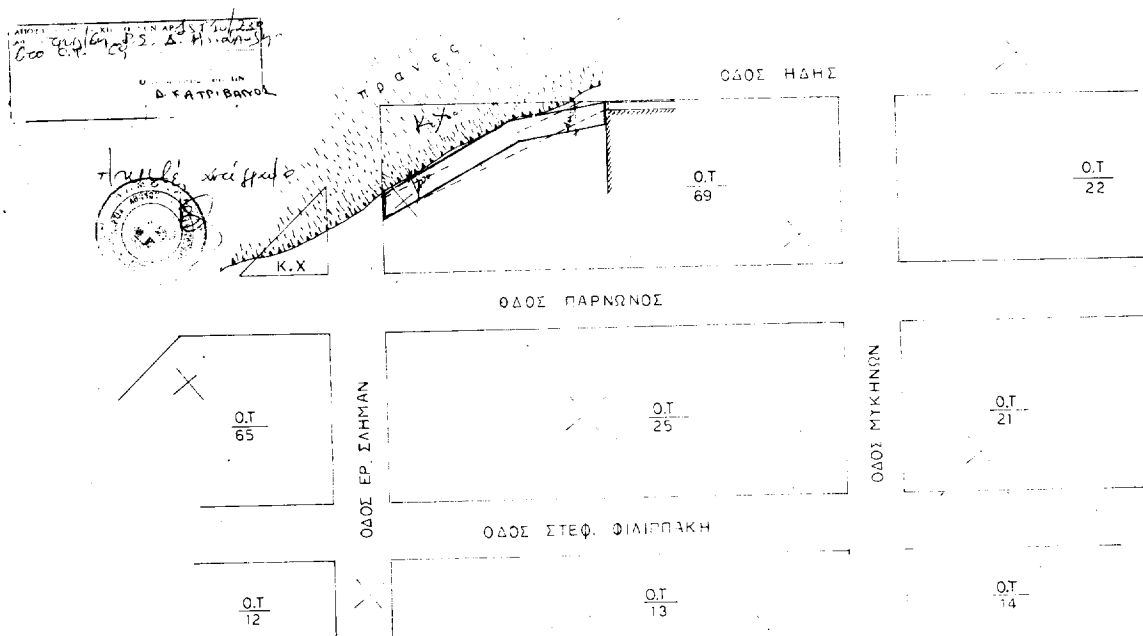 Δ. ΚΑΤΡΙΒΑΝΟΣ
πρανες
ΟΔΟΣ ΗΔΗΣ
Κ.Χ.
Ο.Τ
69
Ο.Τ
22
Κ.Χ
ΟΔΟΣ ΠΑΡΝΩΝΟΣ
Ο.Τ
65
ΟΔΟΣ ΕΡ. ΣΛΗΜΑΝ
Ο.Τ
25
ΟΔΟΣ ΜΥΚΗΝΩΝ
Ο.Τ
21
ΟΔΟΣ ΣΤΕΦ. ΦΙΛΙΠΠΑΚΗ
Ο.Τ
12
Ο.Τ
13
Ο.Τ
14